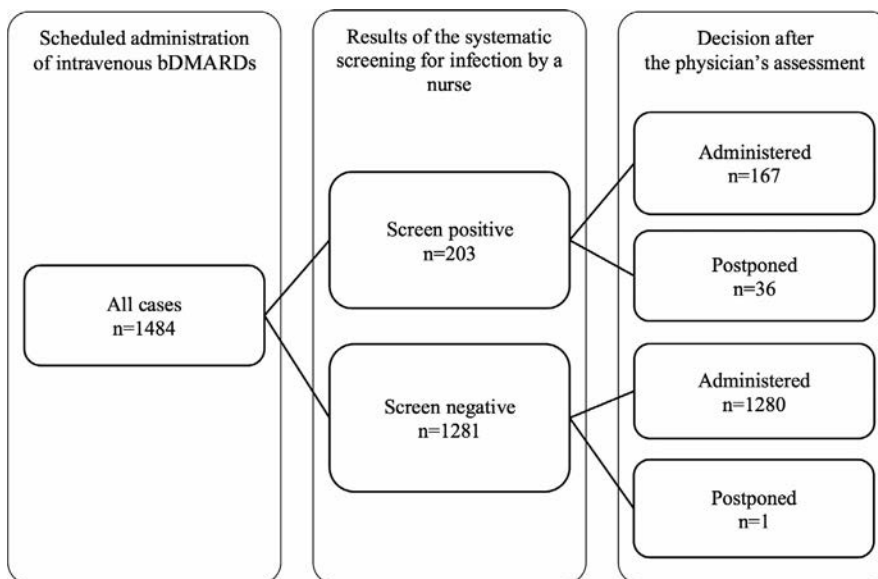 Scheduled administration
of intravenous bDMARDs
All cases
n=1484
Results of the systematic
screening for infection by a
nurse
Screen positive
n=203
Screen negative
n=1281
Decision after
the physician’s assessment
Administered
n=167
Postponed
n=36
Administered
n=1280
Postponed
n=1